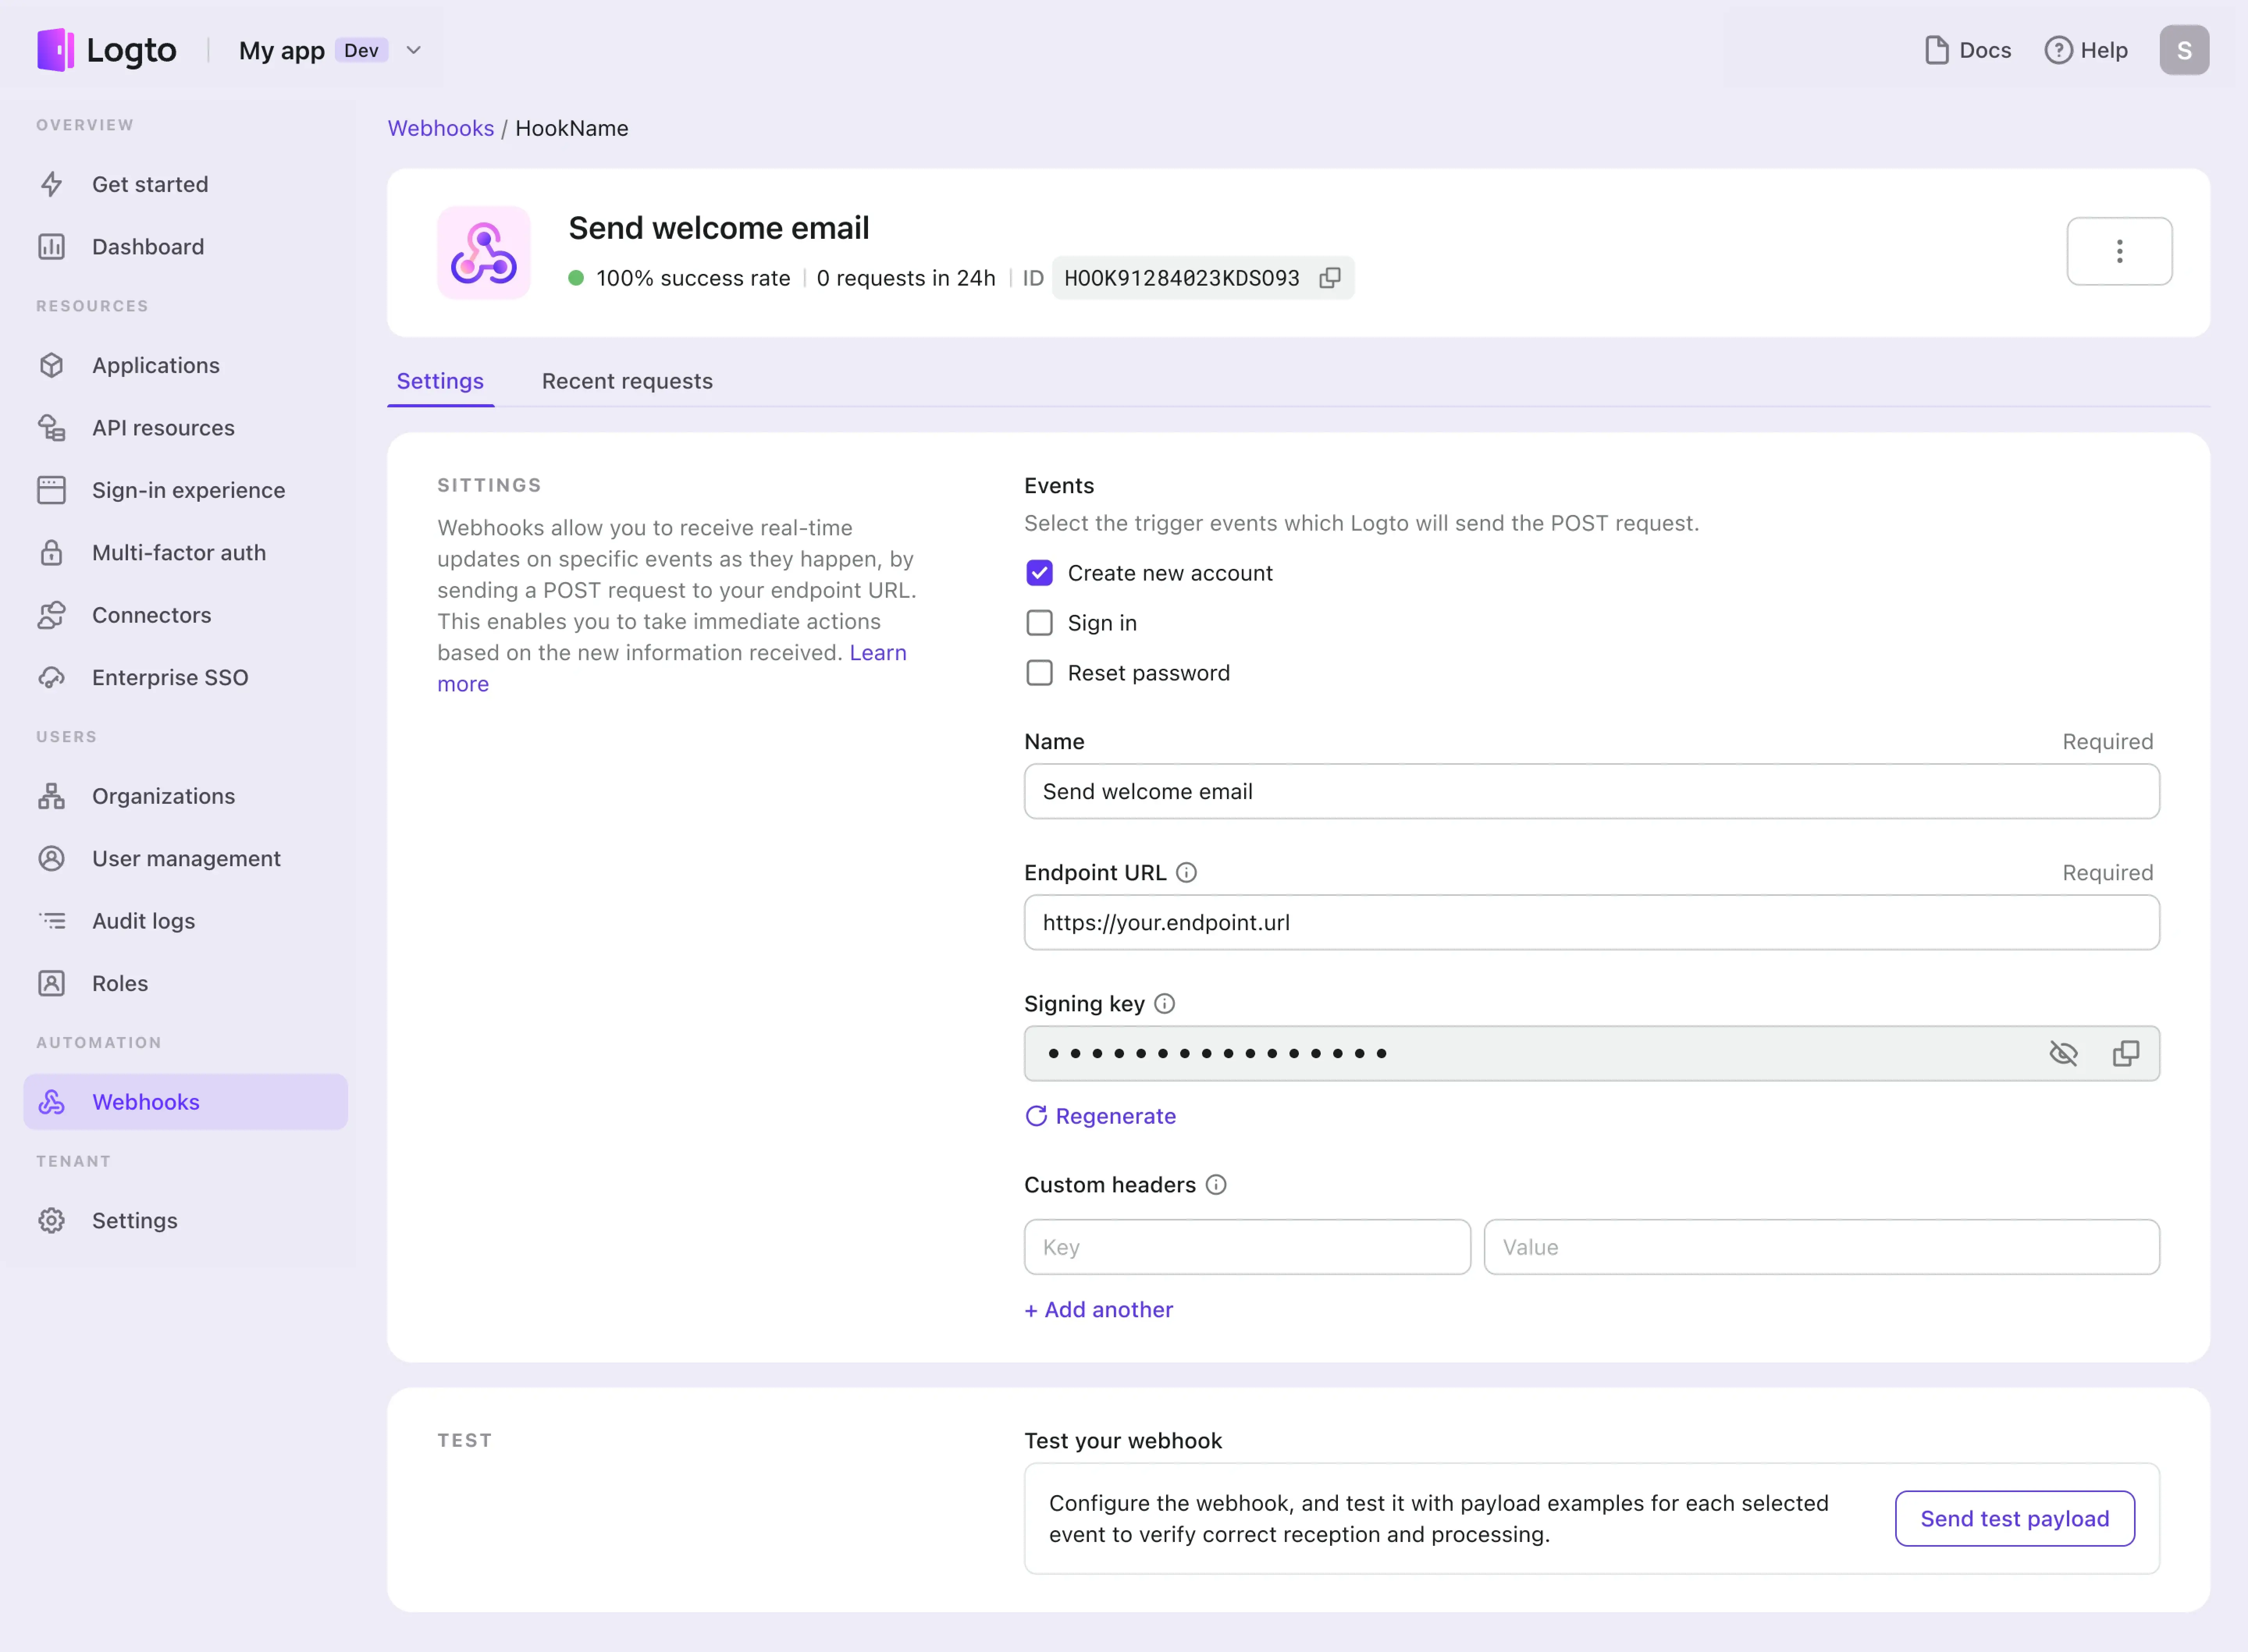 Logto
My app
Dev
Docs
Help
S
OVERVIEW
Get started
Dashboard
RESOURCES
Applications
API resources
Sign-in experience
Multi-factor auth
Connectors
Enterprise SSO
USERS
Organizations
User management
Audit logs
Roles
AUTOMATION
Webhooks
TENANT
Settings
Webhooks / HookName
Send welcome email
100% success rate
0 requests in 24h
ID HOOK91284023KDSO93
Settings
Recent requests
SITTINGS
Webhooks allow you to receive real-time
updates on specific events as they happen, by
sending a POST request to your endpoint URL.
This enables you to take immediate actions
based on the new information received. Learn
more
Events
Select the trigger events which Logto will send the POST request.
Create new account
Sign in
Reset password
Name
Required
Send welcome email
Endpoint URL
Required
https://your.endpoint.url
Signing key
Regenerate
Custom headers
Key
Value
+ Add another
TEST
Test your webhook
Configure the webhook, and test it with payload examples for each selected
event to verify correct reception and processing.
Send test payload